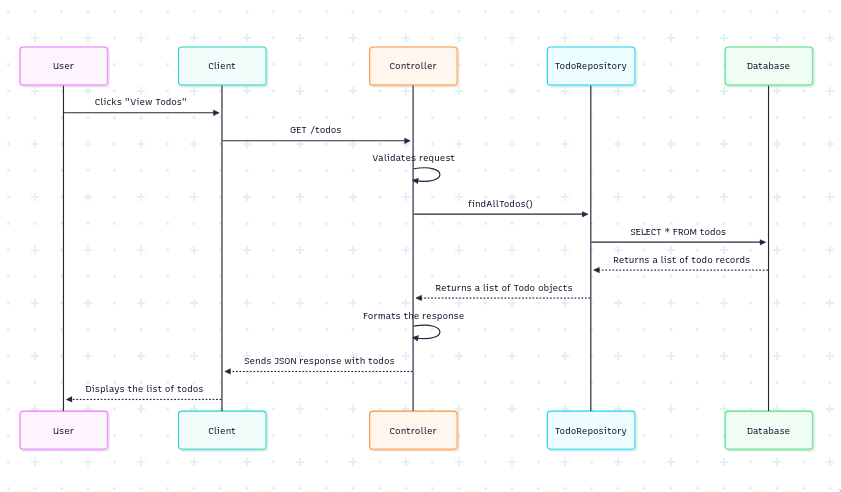 User
Client
Controller
TodoRepository
Database
Clicks "View Todos"
GET /todos
Validates request
findAllTodos()
SELECT * FROM todos
Returns a list of todo records
Returns a list of Todo objects
Formats the response
Sends JSON response with todos
Displays the list of todos
User
Client
Controller
TodoRepository
Database